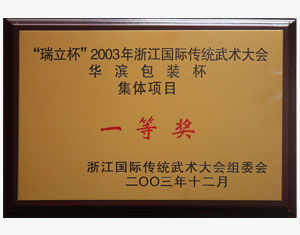 “瑞立杯”2003年浙江国际传统武术大会
华滨包装杯
集体项目
一等奖
浙江国际传统武术大会组委会
二〇〇三年十二月